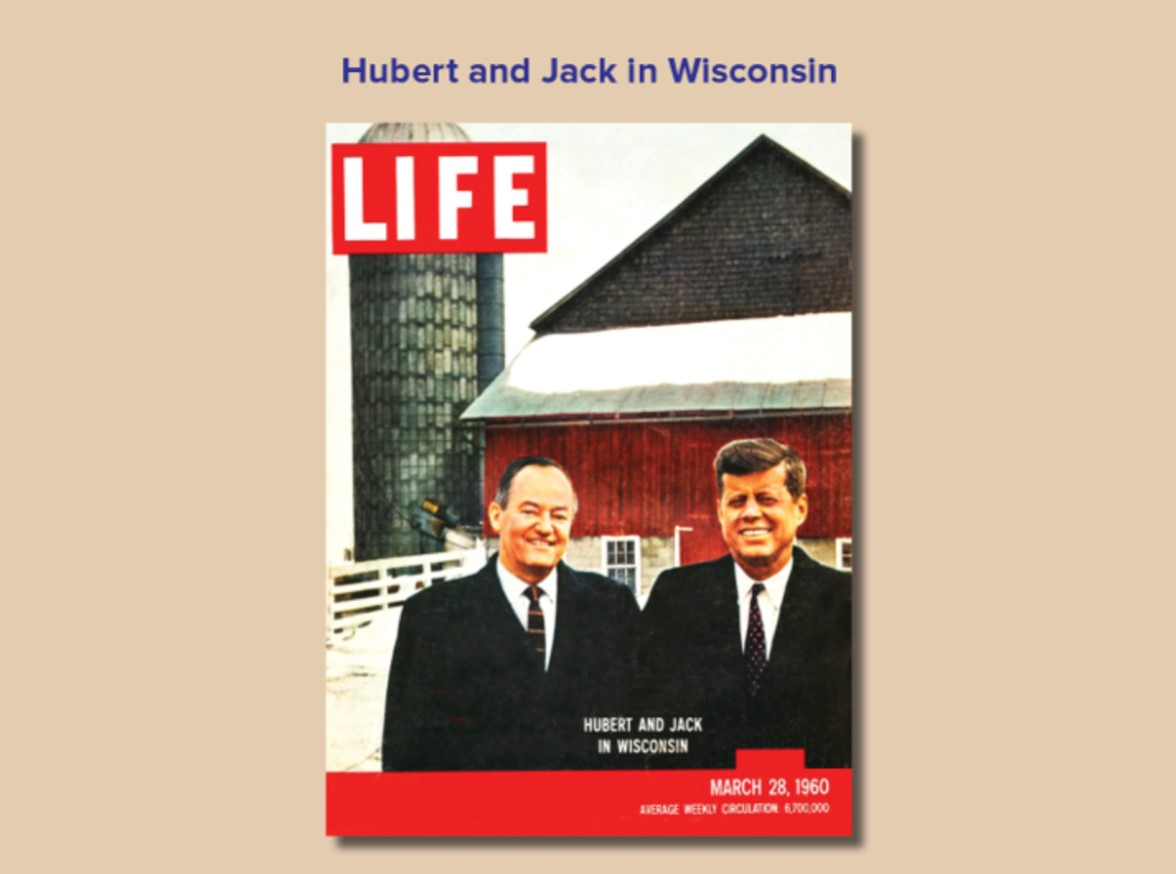 Hubert and Jack in Wisconsin
LIFE
HUBERT AND JACK
IN WISCONSIN
MARCH 28, 1960
AVERAGE WEEKLY CIRCULATION: 6,700,000